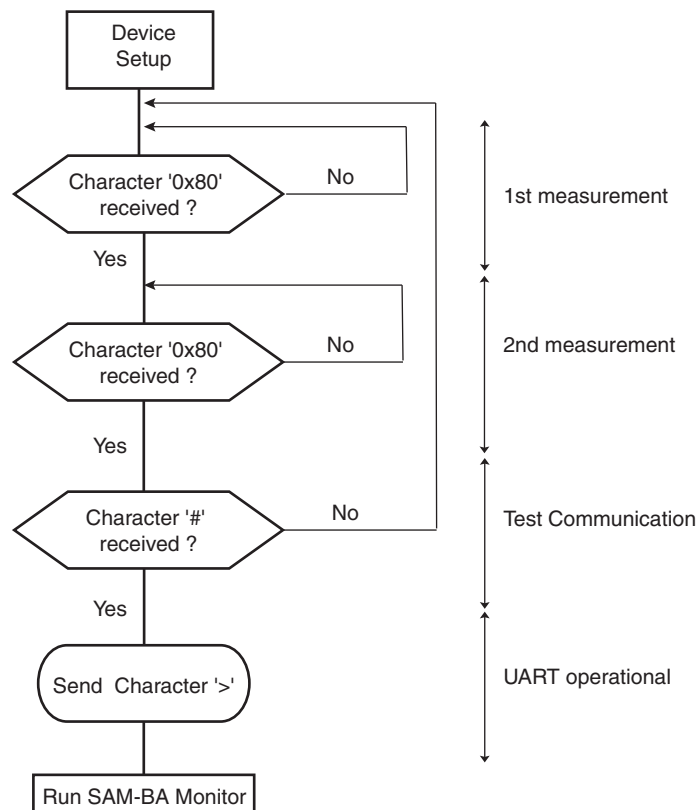 Device
Setup
Character '0x80'
received ?
No
1st measurement
Yes
Character '0x80'
received ?
No
2nd measurement
Yes
Character '#'
received ?
No
Test Communication
Yes
Send Character '>'
UART operational
Run SAM-BA Monitor